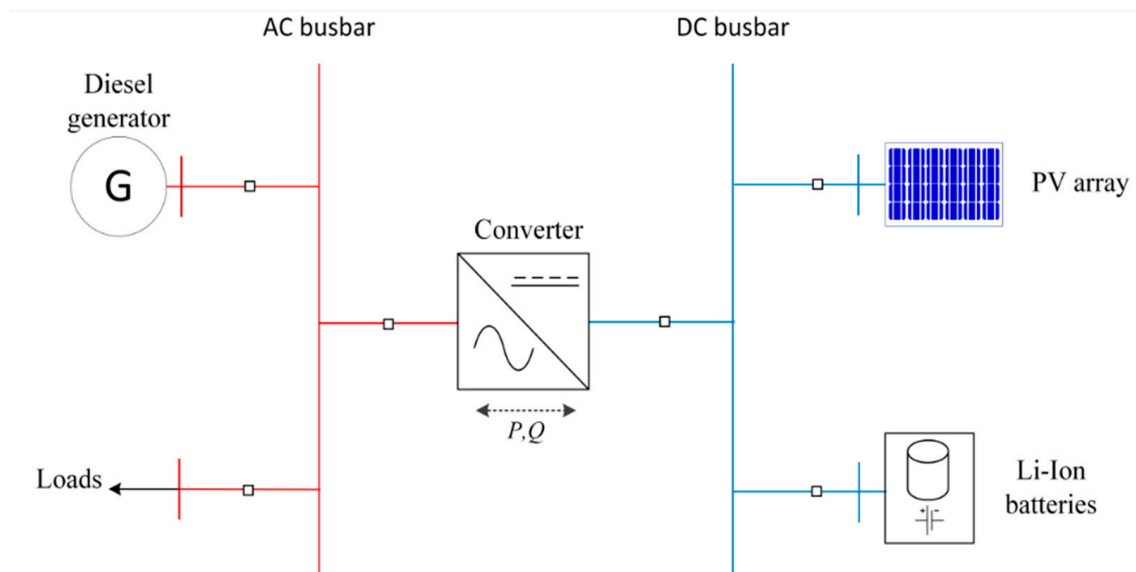 AC busbar
DC busbar
Diesel
generator
G
PV array
Converter
P,Q
Loads
Li-Ion
batteries
+ -